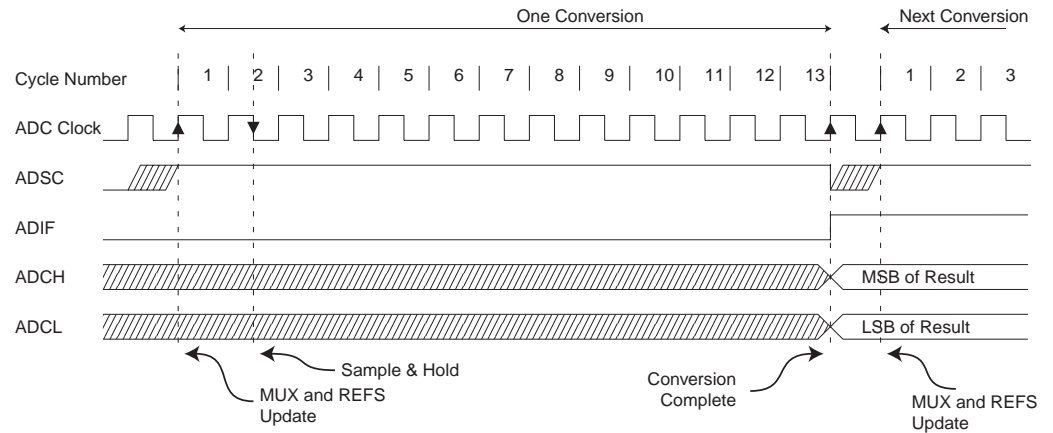 One Conversion
Next Conversion
Cycle Number
1 2 3 4 5 6 7 8 9 10 11 12 13 1 2 3
ADC Clock
ADSC
ADIF
ADCH
MSB of Result
ADCL
LSB of Result
Sample & Hold
MUX and REFS
Update
Conversion
Complete
MUX and REFS
Update